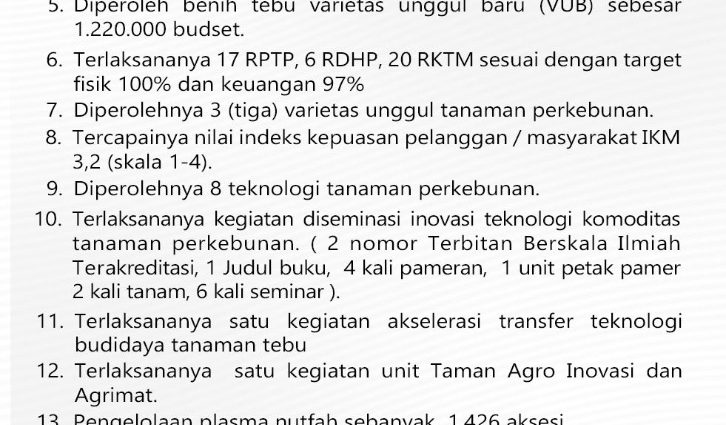 5. Diperoleh benih tebu varietas unggul baru (VUB) sebesar
1.220.000 budset.
6. Terlaksananya 17 RPTP, 6 RDHP, 20 RKTM sesuai dengan target
fisik 100% dan keuangan 97%
7. Diperolehnya 3 (tiga) varietas unggul tanaman perkebunan.
8. Tercapainya nilai indeks kepuasan pelanggan / masyarakat IKM
3,2 (skala 1-4).
9. Diperolehnya 8 teknologi tanaman perkebunan.
10. Terlaksananya kegiatan diseminasi inovasi teknologi komoditas
tanaman perkebunan. ( 2 nomor Terbitan Berskala Ilmiah
Terakreditasi, 1 Judul buku, 4 kali pameran, 1 unit petak pamer
2 kali tanam, 6 kali seminar ).
11. Terlaksananya satu kegiatan akselerasi transfer teknologi
budidaya tanaman tebu
12. Terlaksananya satu kegiatan unit Taman Agro Inovasi dan
Agrimat.
13. Pengelolaan plasma nutfah sebanyak 1.426 aksesi